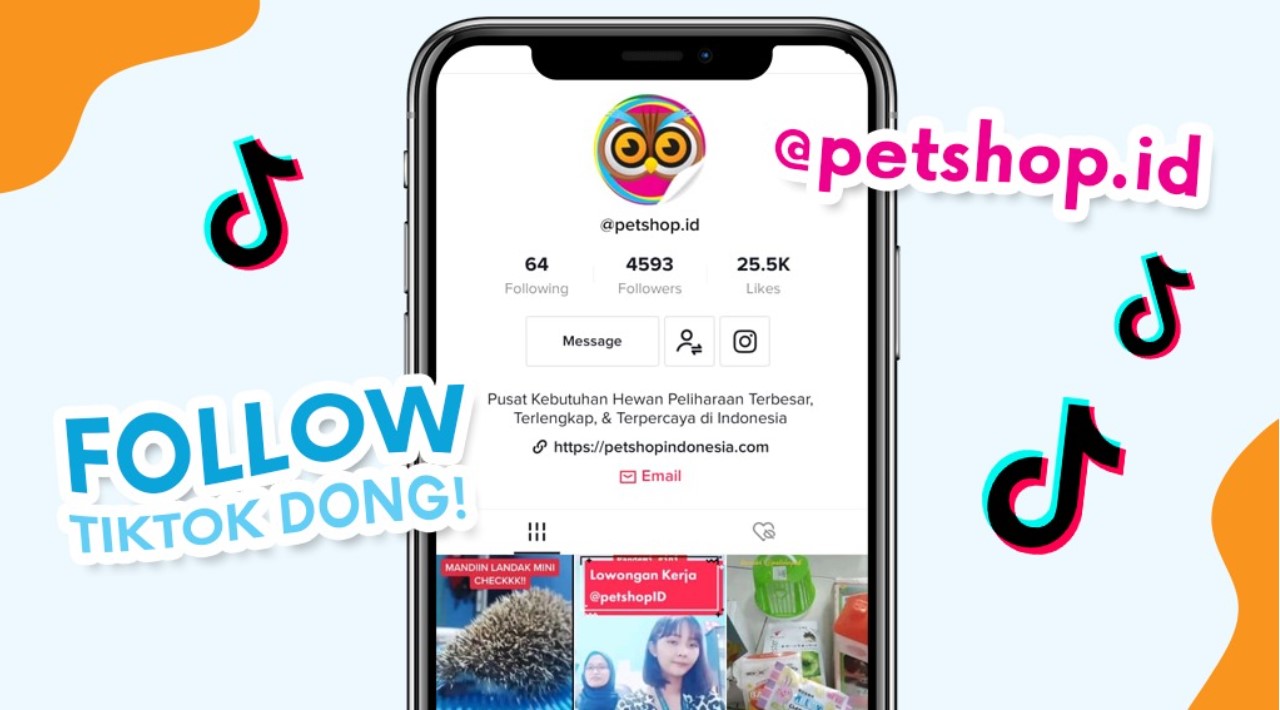 @petshop.id
@petshop.id
64
4593
25.5K
Following
Followers
Likes
Message
Pusat Kebutuhan Hewan Peliharaan Terbesar,
Terlengkap, & Terpercaya di Indonesia
https://petshopindonesia.com
Email
FOLLOW
TIKTOK DONG!
MANDIIN LANDAK MINI
CHECKKK!!
Lowongan Kerja
@petshopID